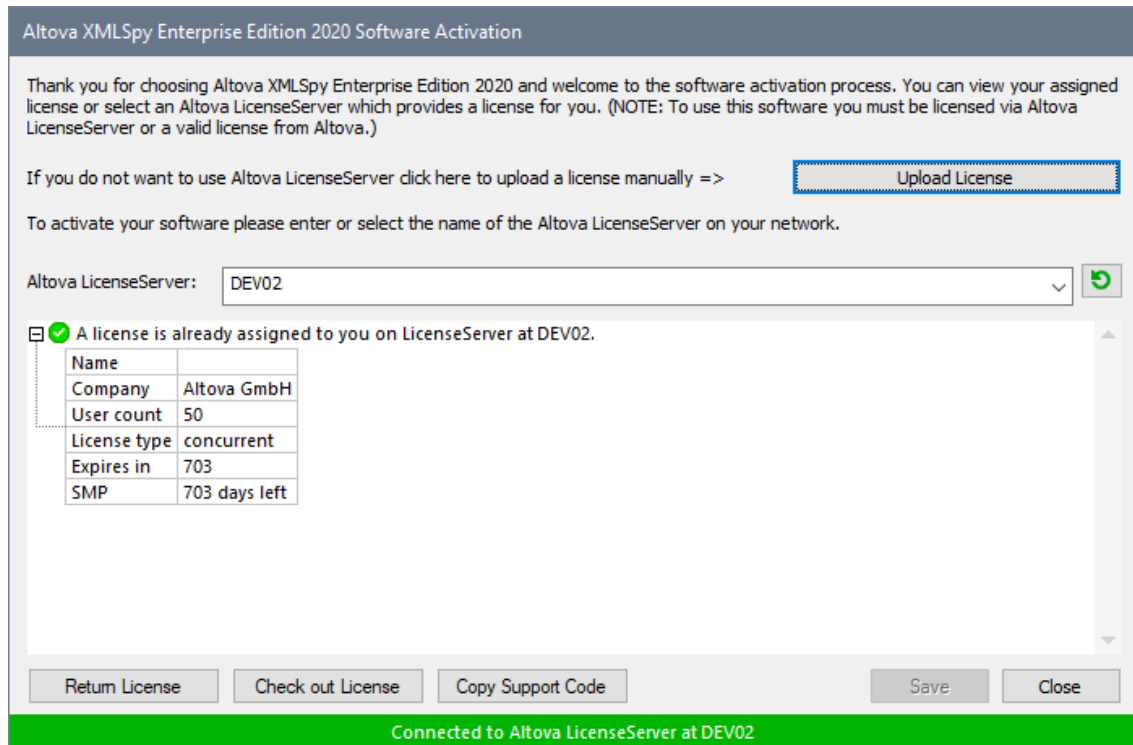 Altova XMLSpy Enterprise Edition 2020 Software Activation
Thank you for choosing Altova XMLSpy Enterprise Edition 2020 and welcome to the software activation process. You can view your assigned
license or select an Altova LicenseServer which provides a license for you. (NOTE: To use this software you must be licensed via Altova
LicenseServer or a valid license from Altova.)
If you do not want to use Altova LicenseServer click here to upload a license manually => Upload License
To activate your software please enter or select the name of the Altova LicenseServer on your network.
Altova LicenseServer: DEV02
A license is already assigned to you on LicenseServer at DEV02.
Name
Company Altova GmbH
User count 50
License type concurrent
Expires in 703
SMP 703 days left
Return License Check out License Copy Support Code Save Close
Connected to Altova LicenseServer at DEV02